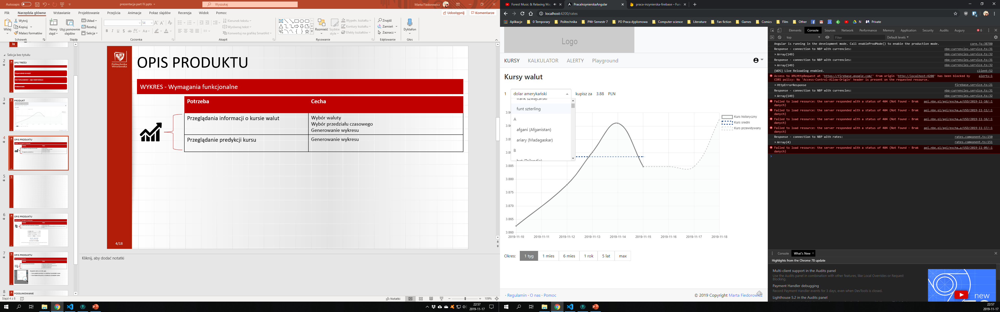 Autozapis
prezentacja part IV.pptx
Wyszukaj
Marta Fiedorowicz
Plik Narzędzia główne Wstawianie Projektowanie Przejścia Animacje Pokaz slajdów Recenzja Widok Pomoc
Udostępnij Komentarze
Wklej
Wytnij
Kopiuj
Malarz formatów
Schowek
Nowy slajd
Użyj ponownie slajdów
Układ
Resetuj
Sekcja
Slajdy
54
Czcionka
Kierunek tekstu
Wyrównaj tekst
Konwertuj na grafikę SmartArt
Akapit
Rozmieść
Szybkie style
Wypełn. kształtu
Kontury kształtu
Efekty kształtów
Rysowanie
Znajdź
Zamień
Zaznacz
Edytowanie
Dyktafon
Głos
Sekcja bez tytułu
2
SPIS TREŚCI
3
PRODUKT
4
OPIS PRODUKTU
5
6
OPIS PRODUKTU
7
OPIS PRODUKTU
8
PODSUMOWANIE
Politechnika
Wrocławska
OPIS PRODUKTU
WYKRES - Wymagania funkcjonalne
Potrzeba Cecha
Przeglądania informacji o kursie walut
Wybór waluty
Wybór przedziału czasowego
Generowanie wykresu
Przeglądanie predykcji kursu
Generowanie wykresu
4/18
Kliknij, aby dodać notatki
Slajd 4 z 8
Notatki
109%
22:57
2019-11-17
Forest Music & Relaxing Mag
PracaInzynierskaAngular
praca-inzynierska-firebase – Fun
localhost:4200/rates
Aplikacje 0 Temporary Politechnika PWr Semestr 7 PD Praca dyplomowa Computer science Literature Fan fiction Games Comics Film Other N Private
Logo
KURSY KALKULATOR ALERTY Playground
Kursy walut
1 dolar amerykański kupisz za 3.88 PLN
frank szwajcarski
funt szterling
A
afgani (Afganistan)
ariary (Madagaskar)
B
bat (Tajlandia)
Kurs historyczny
Kurs sredni
Kurs przewidywany
3.885
3.880
3.875
3.870
3.865
3.860
2019-11-10 2019-11-11 2019-11-12 2019-11-13 2019-11-14 2019-11-15 2019-11-16 2019-11-17 2019-11-18
Okres: 1 tyg 1 mies 6 mies 1 rok 5 lat max
· Regulamin · O nas · Pomoc
© 2019 Copyright Marta Fiedorowicz
Elements Console Sources Network Performance Memory Application Security Audits Augury 6
top Filter Default levels
Angular is running in the development mode. Call enableProdMode() to enable the production mode. core.js:38780
Response - connection to NBP with currencies: nbp-currencies.service.ts:31
Array(149) nbp-currencies.service.ts:32
Response - connection to NBP with currencies: nbp-currencies.service.ts:31
Array(149) nbp-currencies.service.ts:32
[WDS] Live Reloading enabled. client:52
Access to XMLHttpRequest at 'https://firebase.google.com/' from origin 'http://localhost:4200' has been blocked by alerts:1
CORS policy: No 'Access-Control-Allow-Origin' header is present on the requested resource.
HttpErrorResponse firebase.service.ts:21
Response - connection to NBP with currencies: nbp-currencies.service.ts:31
Array(149) nbp-currencies.service.ts:32
Failed to load resource: the server responded with a status of 404 (Not Found - Brak api.nbp.pl/api/excha…a/USD/2019-11-10/:1
danych)
Failed to load resource: the server responded with a status of 404 (Not Found - Brak api.nbp.pl/api/excha…a/USD/2019-11-11/:1
danych)
Failed to load resource: the server responded with a status of 404 (Not Found - Brak api.nbp.pl/api/excha…a/USD/2019-11-16/:1
danych)
Failed to load resource: the server responded with a status of 404 (Not Found - Brak api.nbp.pl/api/excha…a/USD/2019-11-17/:1
danych)
Response - connection to NBP with rates: rates.component.ts:150
Array(4) rates.component.ts:151
Failed to load resource: the server responded with a status of 404 (Not Found - Brak api.nbp.pl/api/excha…a/USD/2019-11-09/:1
danych)
Console What's New
Highlights from the Chrome 78 update
Multi-client support in the Audits panel
Use the Audits panel in combination with other features, like Local Overrides or Request
Blocking.
Payment Handler debugging
Record Payment Handler events for 3 days, even when DevTools is closed.
Lighthouse 5.2 in the Audits panel
new
22:57
2019-11-17